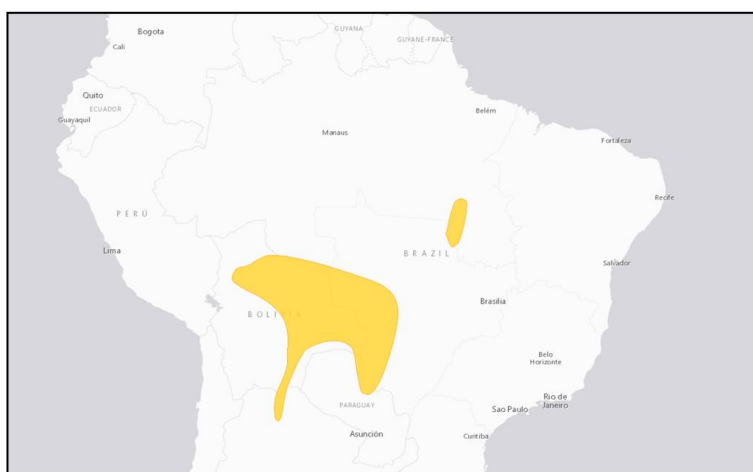 Bogota
Cali
GUYANA
GUYANE-FRANCE
Quito
ECUADOR
Guayaquil
Belém
Manaus
Fortaleza
Recife
PERÚ
Lima
BRAZIL
Salvador
BOLIVIA
Brasilia
Belo
Horizonte
PARAGUAY
Rio de
Janeiro
Sao Paulo
Asunción
Curitiba